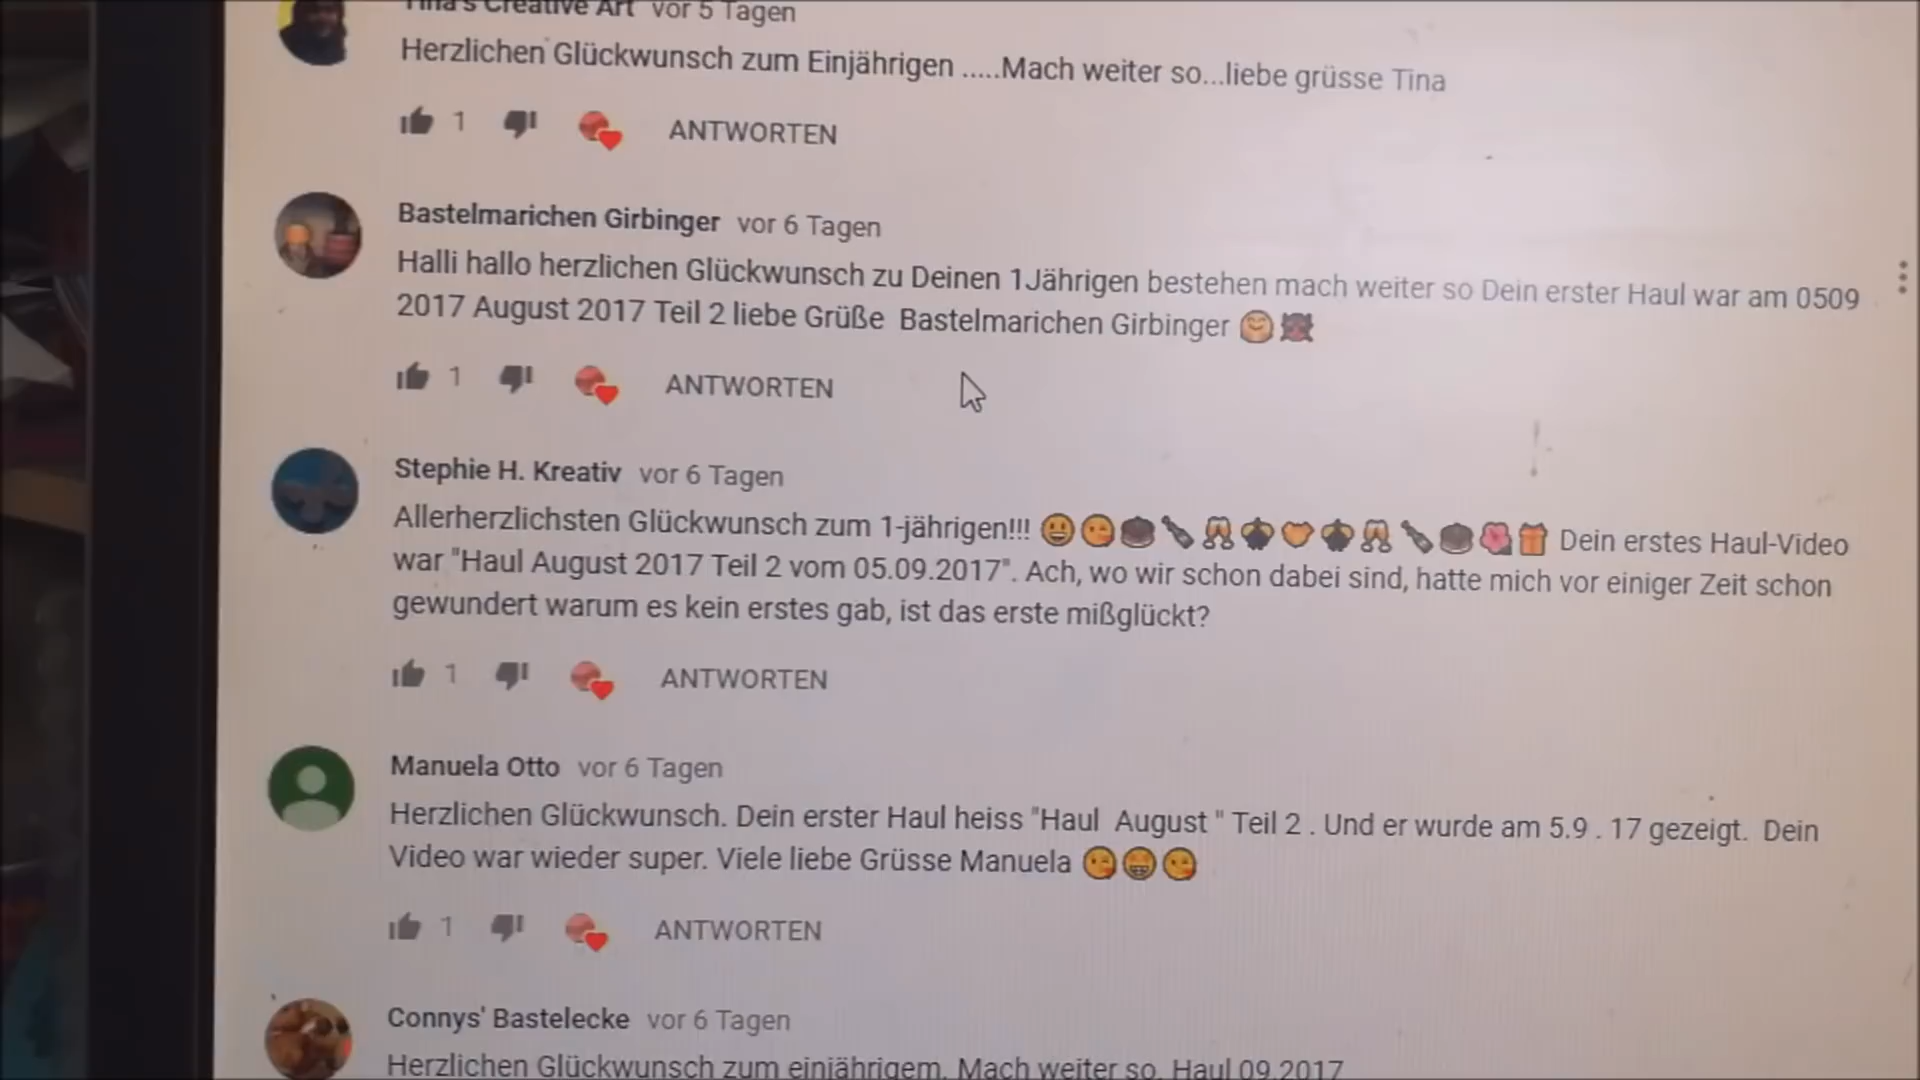 Tina's Creative Art vor 5 Tagen
Herzlichen Glückwunsch zum Einjährigen .....Mach weiter so...liebe grüsse Tina
1 ANTWORTEN
Bastelmarichen Girbinger vor 6 Tagen
Halli hallo herzlichen Glückwunsch zu Deinen 1Jährigen bestehen mach weiter so Dein erster Haul war am 0509
2017 August 2017 Teil 2 liebe Grüße Bastelmarichen Girbinger 😊👹
1 ANTWORTEN
Stephie H. Kreativ vor 6 Tagen
Allerherzlichsten Glückwunsch zum 1-jährigen!!! Dein erstes Haul-Video
war "Haul August 2017 Teil 2 vom 05.09.2017". Ach, wo wir schon dabei sind, hatte mich vor einiger Zeit schon
gewundert warum es kein erstes gab, ist das erste mißglückt?
1 ANTWORTEN
Manuela Otto vor 6 Tagen
Herzlichen Glückwunsch. Dein erster Haul heiss "Haul August " Teil 2 . Und er wurde am 5.9 . 17 gezeigt. Dein
Video war wieder super. Viele liebe Grüsse Manuela 😘😁😘
1 ANTWORTEN
Connys' Bastelecke vor 6 Tagen
Herzlichen Glückwunsch zum einjährigem. Mach weiter so. Haul 09.2017